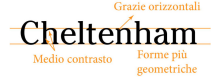 Grazie orizzontali
Cheltenham
Medio contrasto
Forme più
geometriche